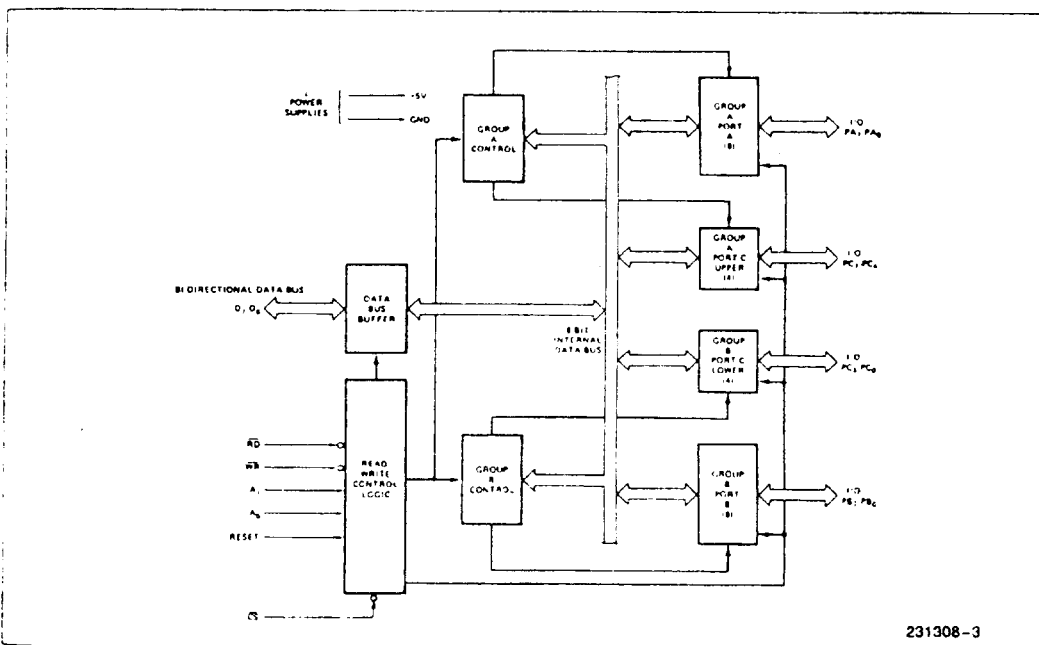 POWER
SUPPLIES
+5V
GND
GROUP
A
CONTROL
GROUP
A
PORT
A
(8)
I/O
PA7-PA0
GROUP
A
PORT C
UPPER
(4)
I/O
PC7-PC4
BI DIRECTIONAL DATA BUS
D7-D0
DATA
BUS
BUFFER
8 BIT
INTERNAL
DATA BUS
GROUP
B
PORT C
LOWER
(4)
I/O
PC3-PC0
RD
WR
A1
A0
RESET
CS
READ
WRITE
CONTROL
LOGIC
GROUP
B
CONTROL
GROUP
B
PORT
B
(8)
I/O
PB7-PB0
231308-3